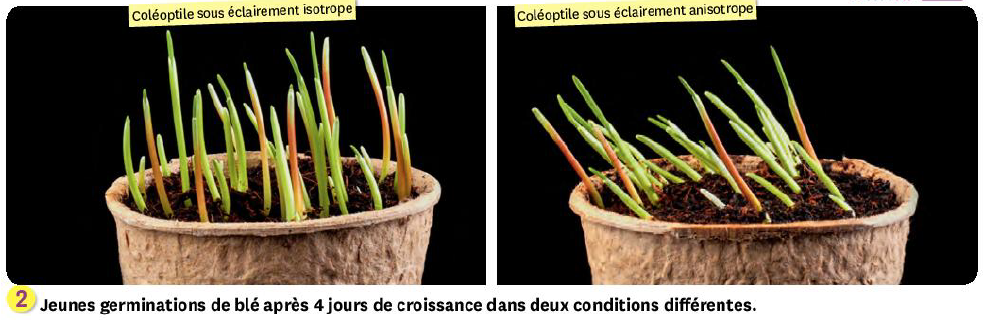 Coléoptile sous éclairement isotrope
Coléoptile sous éclairement anisotrope
2 Jeunes germinations de blé après 4 jours de croissance dans deux conditions différentes.